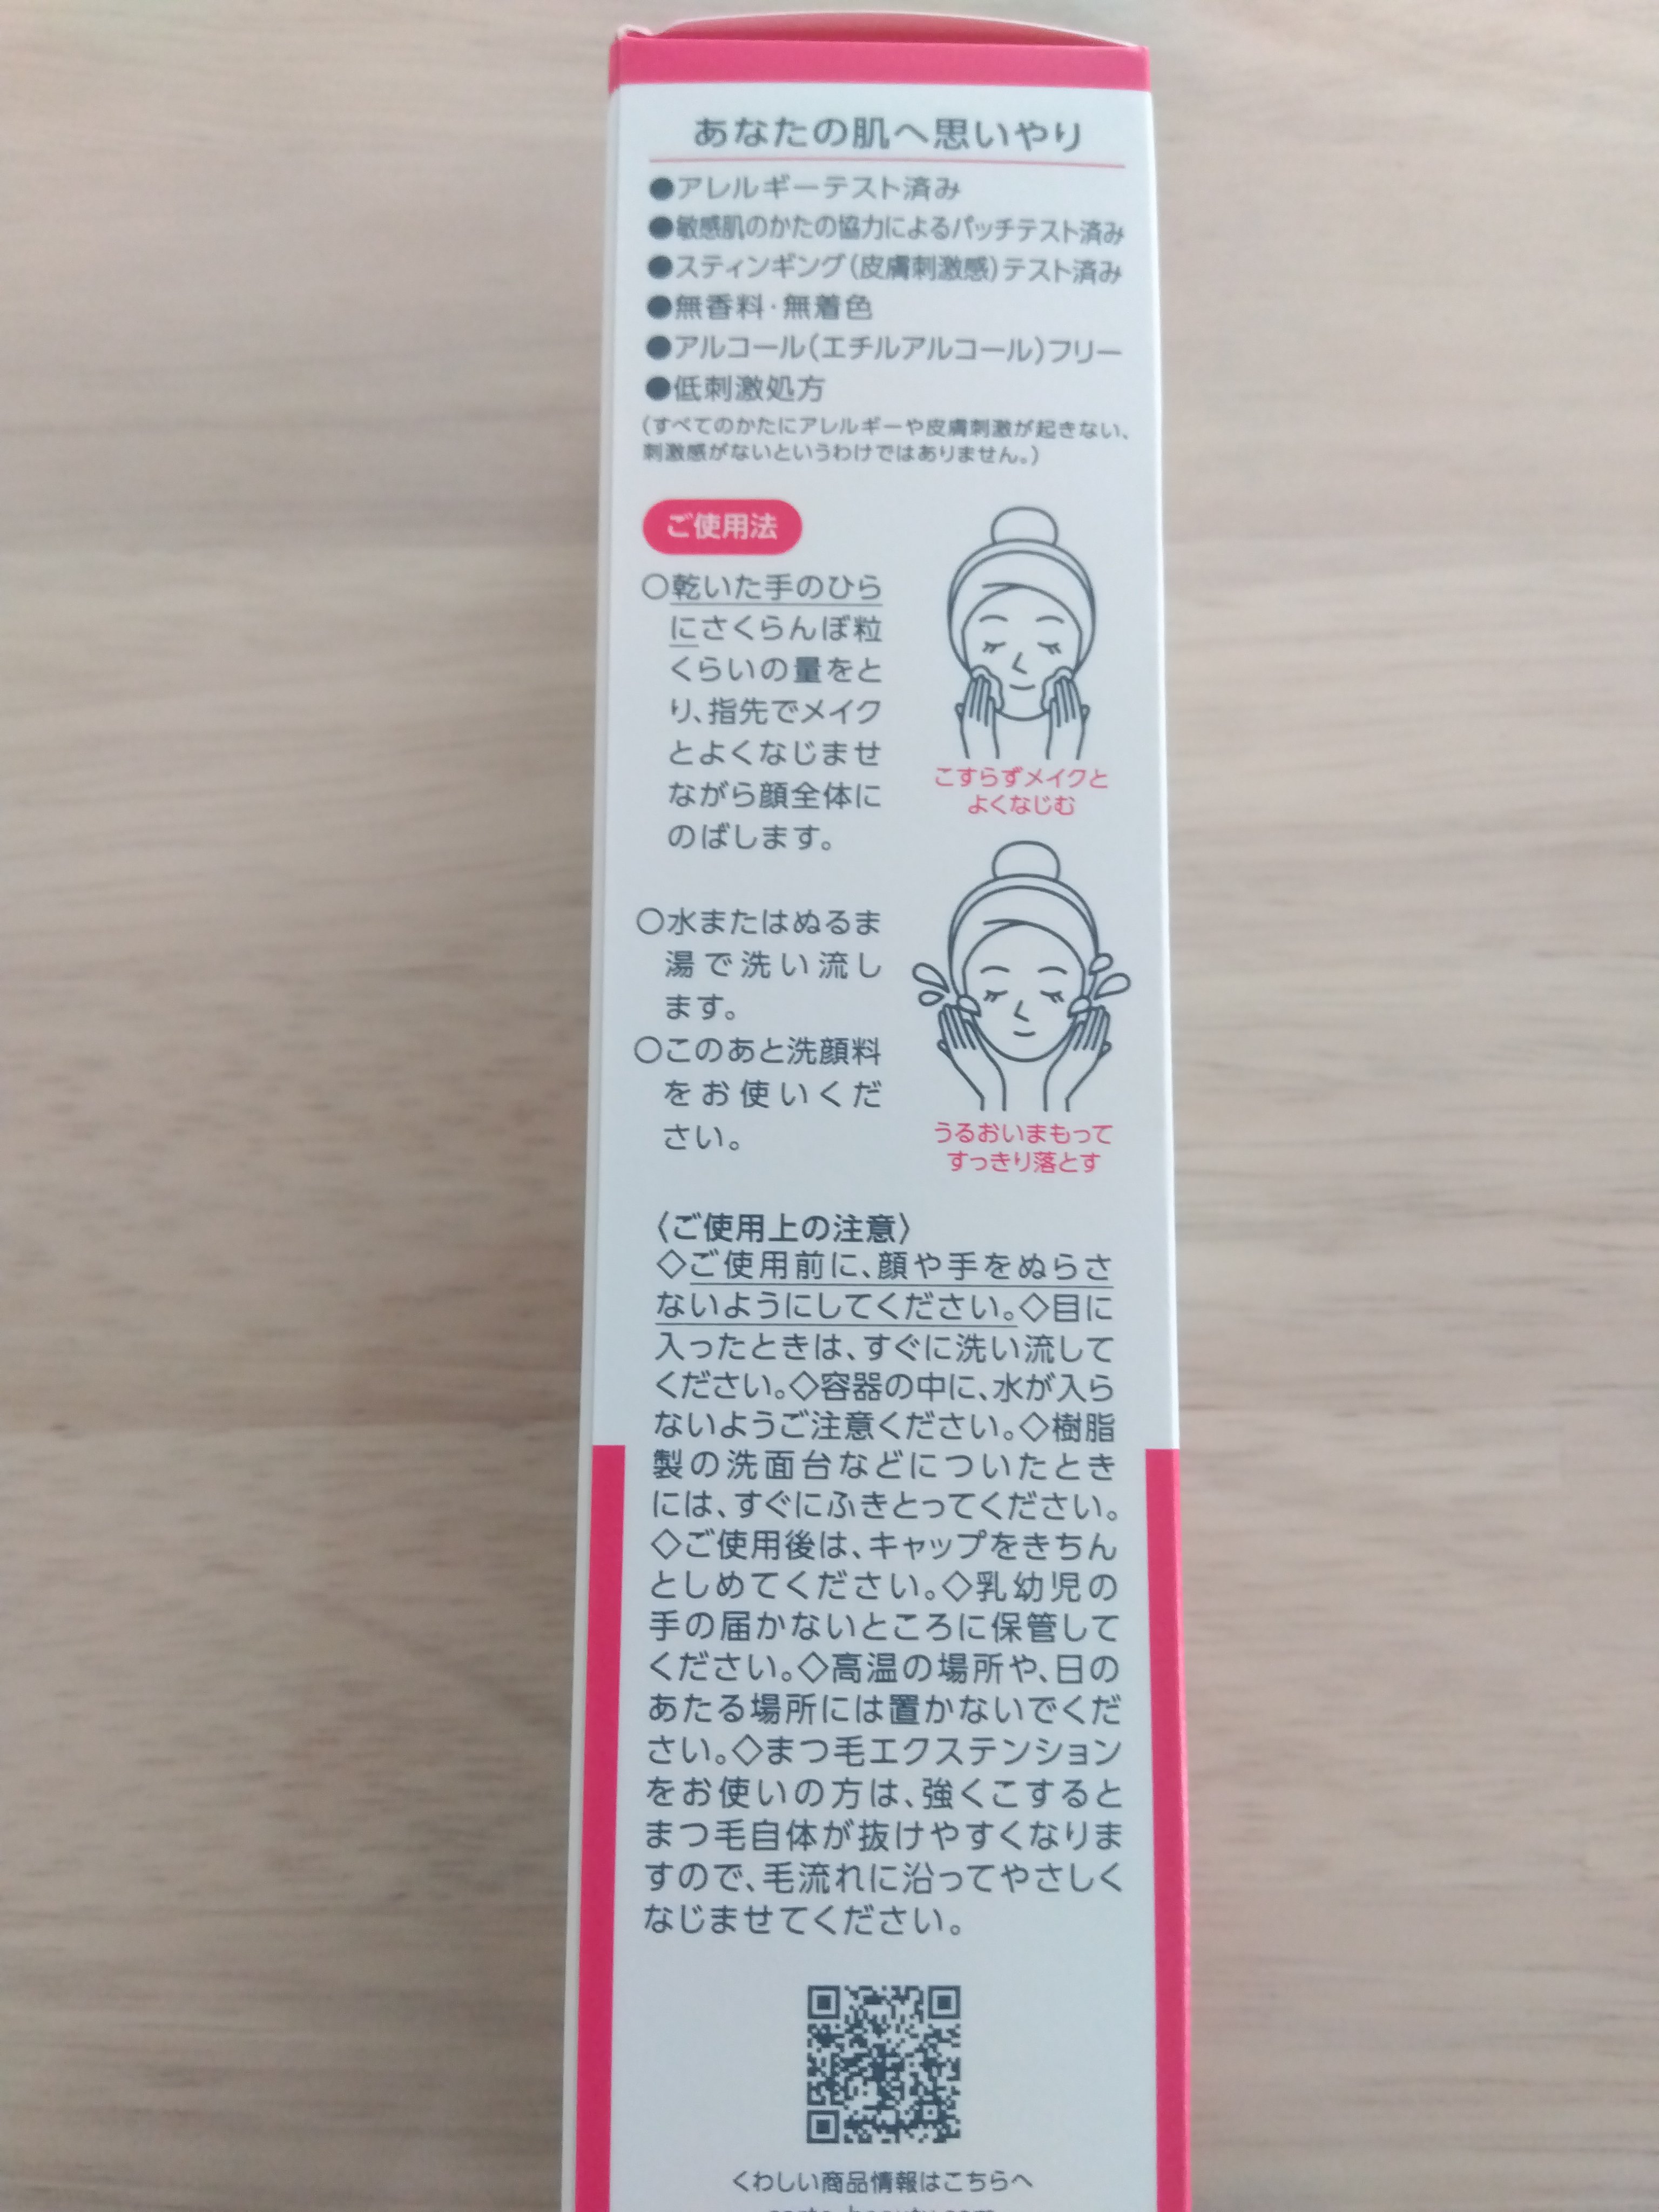 あなたの肌へ思いやり
●アレルギーテスト済み
●敏感肌のかたの協力によるパッチテスト済み
●スティンギング(皮膚刺激感)テスト済み
●無香料・無着色
●アルコール(エチルアルコール)フリー
●低刺激処方
(すべてのかたにアレルギーや皮膚刺激が起きない、
刺激感がないというわけではありません。)
ご使用法
○乾いた手のひら
にさくらんぼ粒
くらいの量をと
り、指先でメイク
とよくなじませ
ながら顔全体に
のばします。
こすらずメイクと
よくなじむ
○水またはぬるま
湯で洗い流し
ます。
○このあと洗顔料
をお使いくだ
さい。
うるおいまもって
すっきり落とす
〈ご使用上の注意〉
◇ご使用前に、顔や手をぬらさ
ないようにしてください。◇目に
入ったときは、すぐに洗い流して
ください。◇容器の中に、水が入ら
ないようご注意ください。◇樹脂
製の洗面台などについたとき
には、すぐにふきとってください。
◇ご使用後は、キャップをきちん
としめてください。◇乳幼児の
手の届かないところに保管して
ください。◇高温の場所や、日の
あたる場所には置かないでくだ
さい。◇まつ毛エクステンション
をお使いの方は、強くこすると
まつ毛自体が抜けやすくなりま
すので、毛流れに沿ってやさしく
なじませてください。
くわしい商品情報はこちらへ